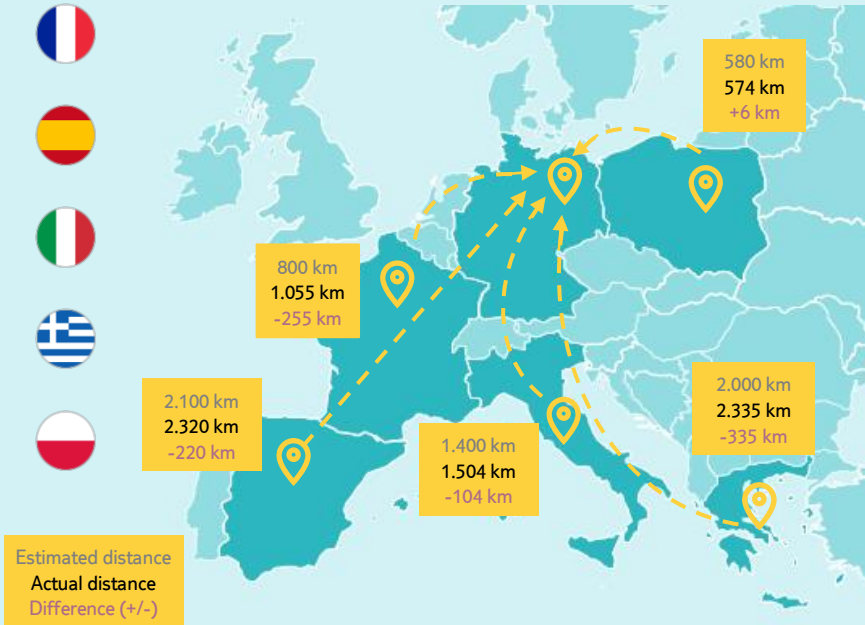 580 km
574 km
+6 km
800 km
1.055 km
-255 km
2.100 km
2.320 km
-220 km
1.400 km
1.504 km
-104 km
2.000 km
2.335 km
-335 km
Estimated distance
Actual distance
Difference (+/-)